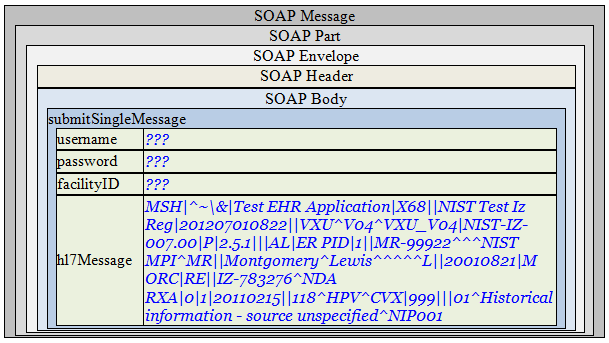 SOAP Message
SOAP Part
SOAP Envelope
SOAP Header
SOAP Body
submitSingleMessage
username ???
password ???
facilityID ???
hl7Message
MSH|^~\&|Test EHR Application|X68||NIST Test Iz
Reg|201207010822||VXU^V04^VXU_V04|NIST-IZ-
007.00|P|2.5.1|||AL|ER PID|1||MR-99922^^^NIST
MPI^MR||Montgomery^Lewis^^^^^L||20010821|M
ORC|RE||IZ-783276^NDA
RXA|0|1|20110215||118^HPV^CVX|999|||01^Historical
information - source unspecified^NIP001